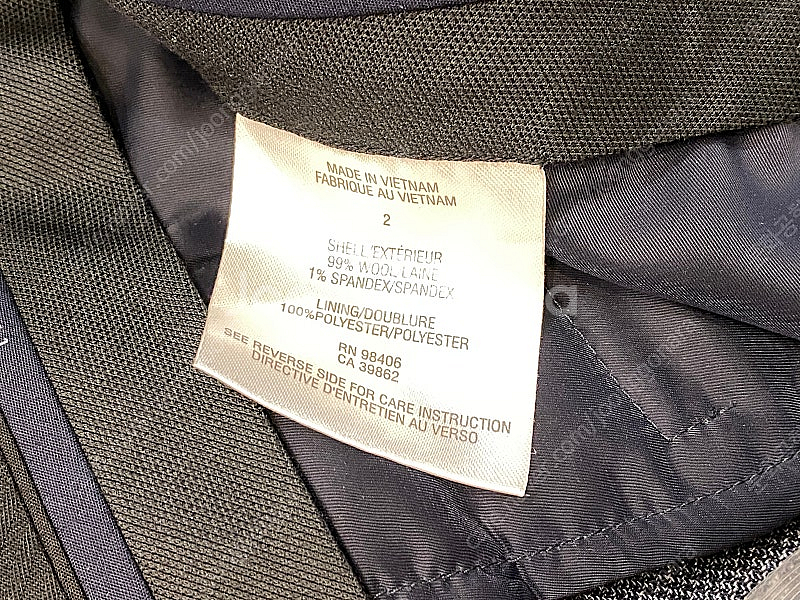 MADE IN VIETNAM
FABRIQUE AU VIETNAM
2
SHELL'EXTÉRIEUR
99% WOOL LAINE
1% SPANDEX/SPANDEX
LINING/DOUBLURE
100%POLYESTER/POLYESTER
RN 98406
CA 39862
SEE REVERSE SIDE FOR CARE INSTRUCTION
DIRECTIVE D'ENTRETIEN AU VERSO